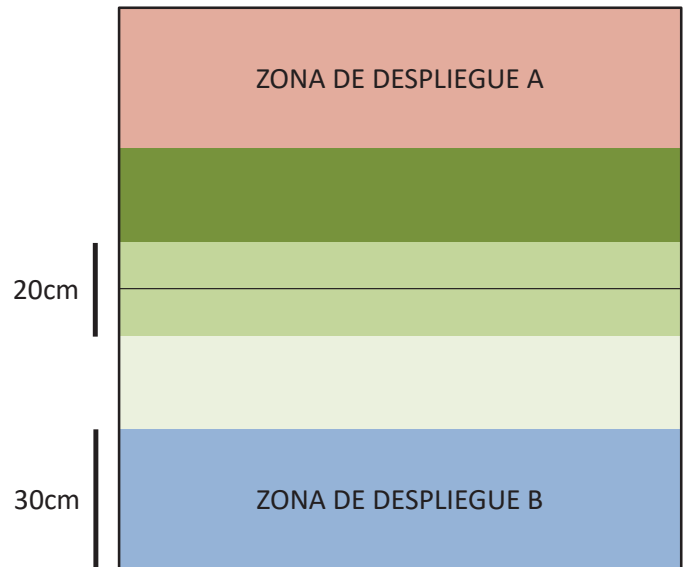 ZONA DE DESPLIEGUE A
20cm
30cm
ZONA DE DESPLIEGUE B